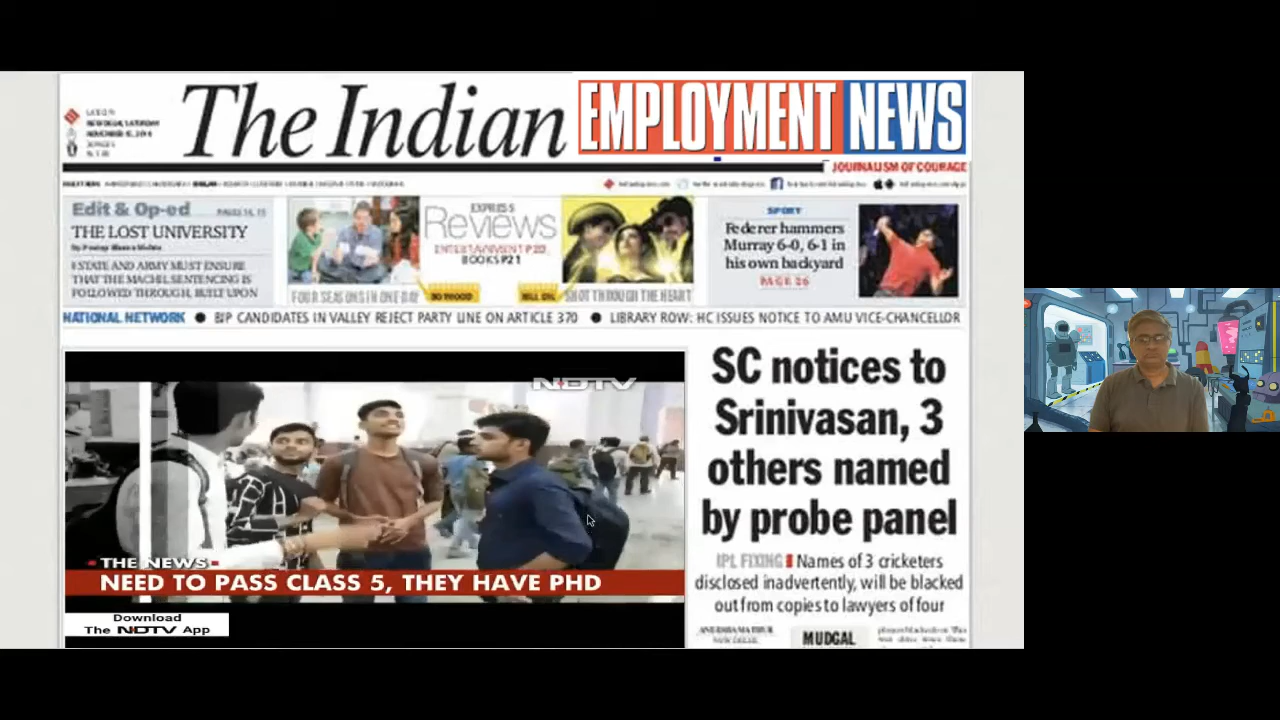 The Indian EMPLOYMENT NEWS
JOURNALISM OF COURAGE
Edit & Op-ed
THE LOST UNIVERSITY
STATE AND ARMY MUST ENSURE
THAT THE MACHIL SENTENCING IS
FOLLOWED THROUGH, BUILT UPON
EXPRESS
Reviews
ENTERTAINMENT P20,
BOOKS P21
FOUR SEASONS IN ONE DAY
BOYHOOD
KILL DIL
SHOT THROUGH THE HEART
SPORT
Federer hammers
Murray 6-0, 6-1 in
his own backyard
PAGE 26
NATIONAL NETWORK ● BJP CANDIDATES IN VALLEY REJECT PARTY LINE ON ARTICLE 370 ● LIBRARY ROW: HC ISSUES NOTICE TO AMU VICE-CHANCELLOR
NDTV
THE NEWS
NEED TO PASS CLASS 5, THEY HAVE PHD
Download
The NDTV App
SC notices to
Srinivasan, 3
others named
by probe panel
IPL FIXING Names of 3 cricketers
disclosed inadvertently, will be blacked
out from copies to lawyers of four
MUDGAL